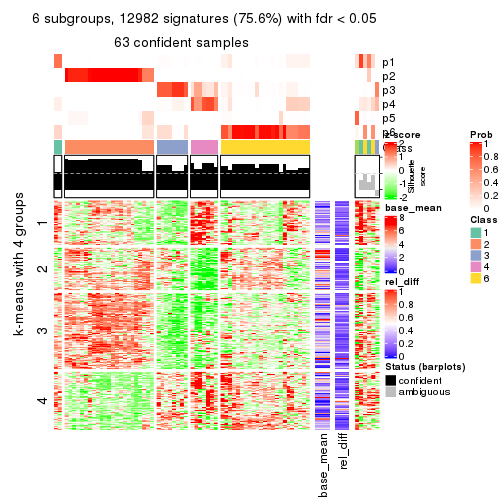 6 subgroups, 12982 signatures (75.6%) with fdr < 0.05
63 confident samples
p1
p2
p3
p4
p5
p6
Class
z_score
2
-2
Silhouette
score
Prob
1
0.8
0.6
0.4
0.2
0
base_mean
8
6
4
2
0
Class
1
2
3
4
6
rel_diff
1
0.8
0.6
0.4
0.2
0
Status (barplots)
confident
ambiguous
k-means with 4 groups
1
2
3
4
base_mean
rel_diff